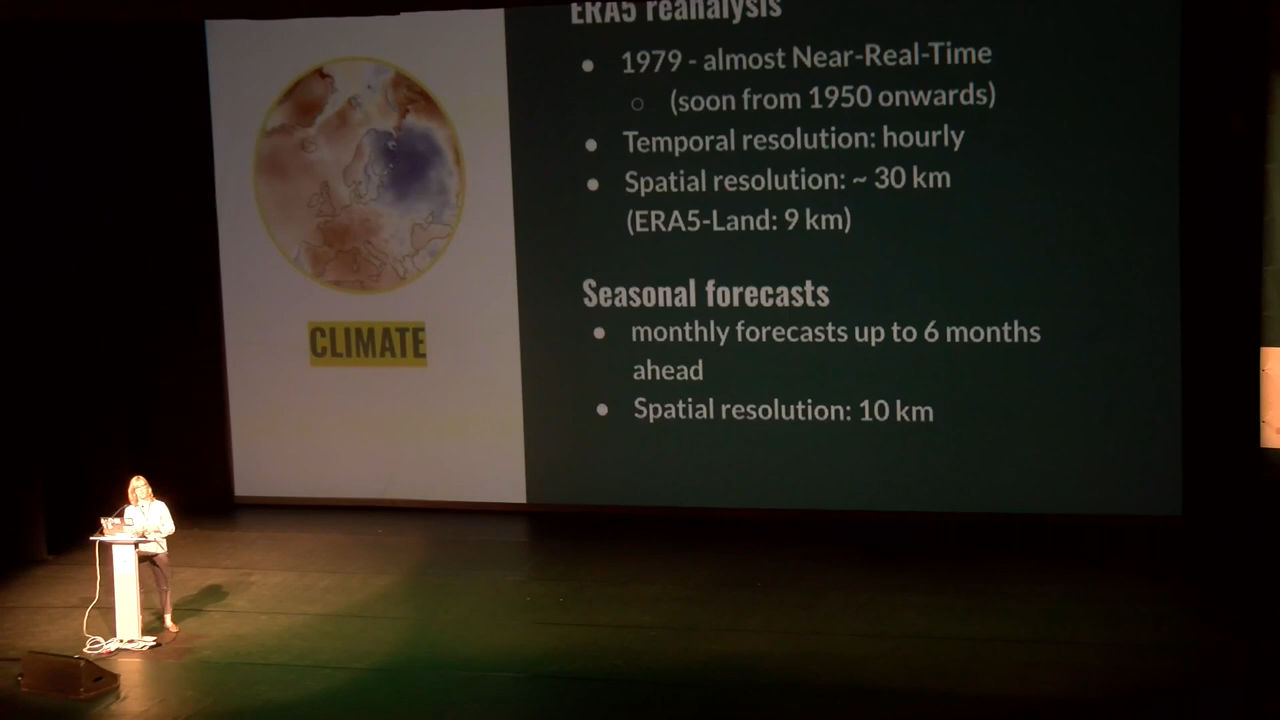 ERA5 reanalysis
1979 - almost Near-Real-Time
(soon from 1950 onwards)
Temporal resolution: hourly
Spatial resolution: ~ 30 km
(ERA5-Land: 9 km)
Seasonal forecasts
monthly forecasts up to 6 months
ahead
Spatial resolution: 10 km
CLIMATE